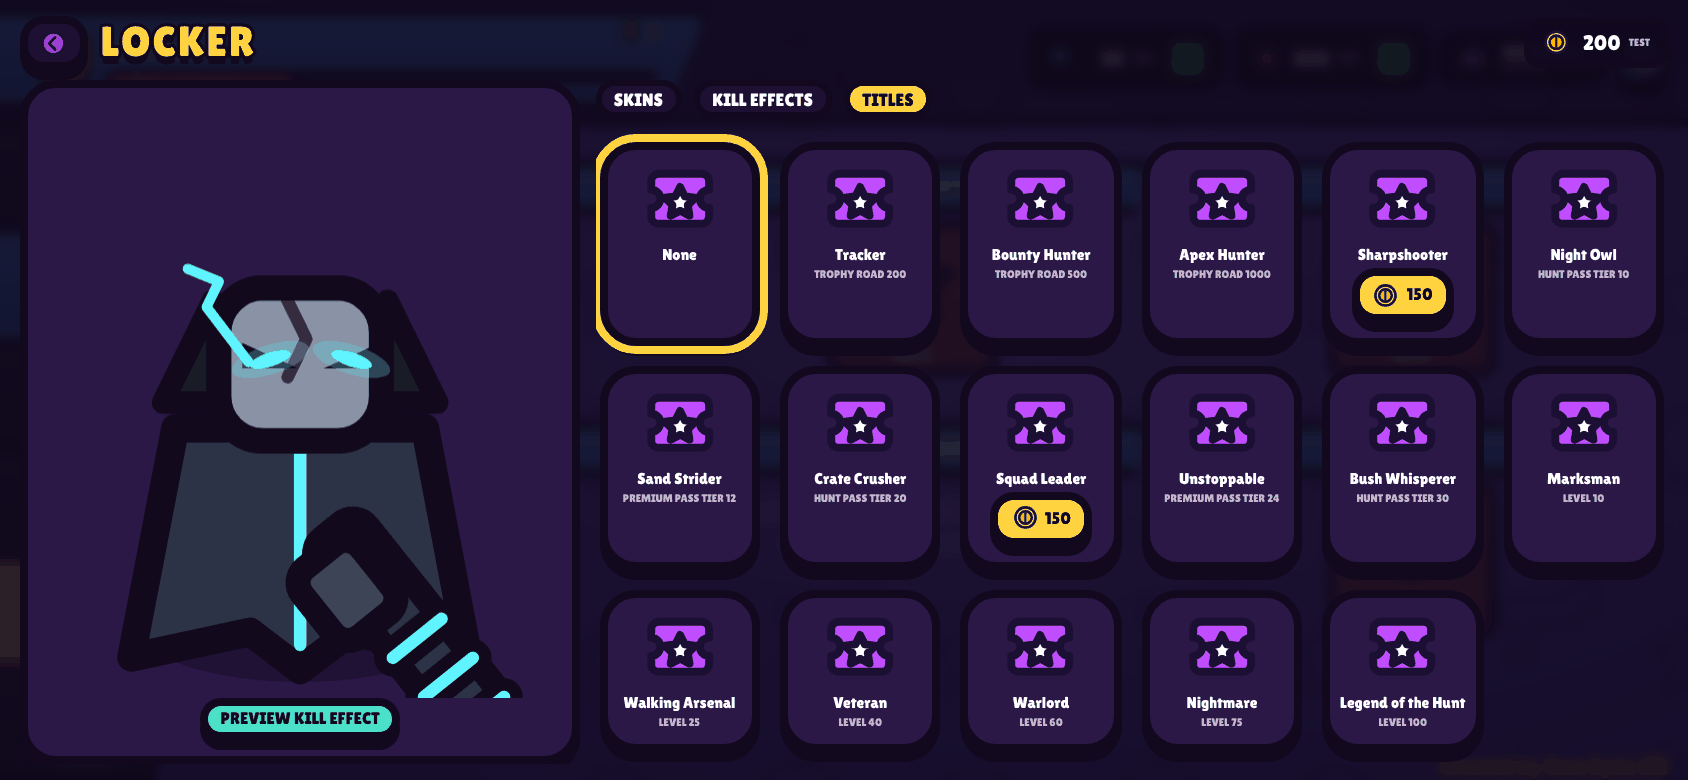 LOCKER
200 TEST
SKINS
KILL EFFECTS
TITLES
None
Tracker
TROPHY ROAD 200
Bounty Hunter
TROPHY ROAD 500
Apex Hunter
TROPHY ROAD 1000
Sharpshooter
150
Night Owl
HUNT PASS TIER 10
Sand Strider
PREMIUM PASS TIER 12
Crate Crusher
HUNT PASS TIER 20
Squad Leader
150
Unstoppable
PREMIUM PASS TIER 24
Bush Whisperer
HUNT PASS TIER 30
Marksman
LEVEL 10
Walking Arsenal
LEVEL 25
Veteran
LEVEL 40
Warlord
LEVEL 60
Nightmare
LEVEL 75
Legend of the Hunt
LEVEL 100
PREVIEW KILL EFFECT